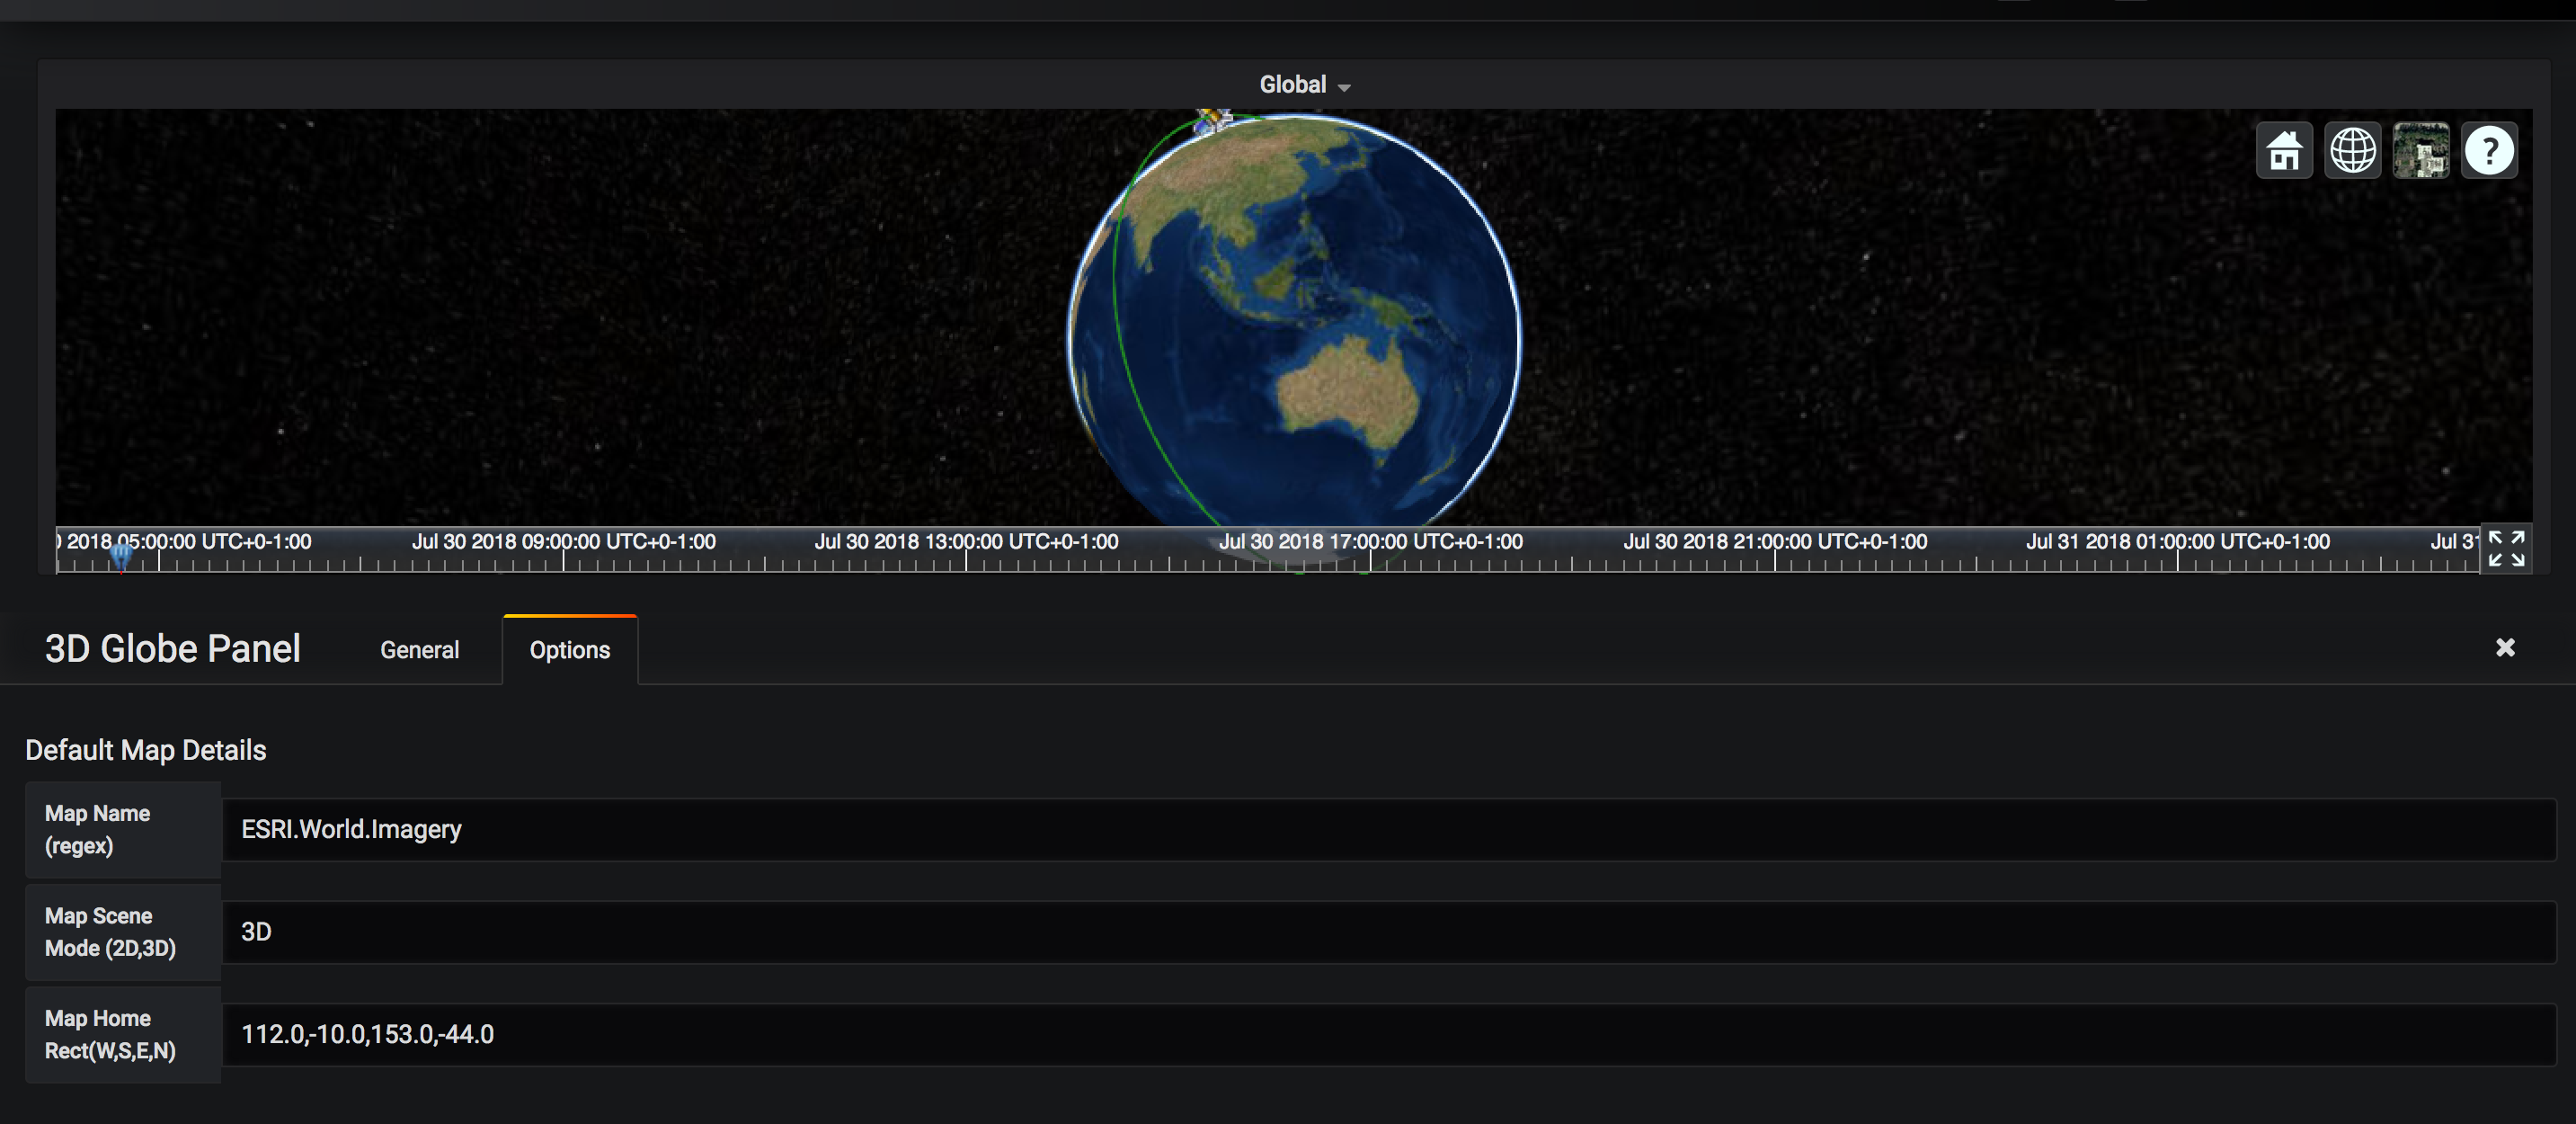 Global
?
0 2018 05:00:00 UTC+0-1:00 Jul 30 2018 09:00:00 UTC+0-1:00 Jul 30 2018 13:00:00 UTC+0-1:00 Jul 30 2018 17:00:00 UTC+0-1:00 Jul 30 2018 21:00:00 UTC+0-1:00 Jul 31 2018 01:00:00 UTC+0-1:00 Jul 31
3D Globe Panel General Options
Default Map Details
Map Name
(regex)
ESRI.World.Imagery
Map Scene
Mode (2D,3D)
3D
Map Home
Rect(W,S,E,N)
112.0,-10.0,153.0,-44.0